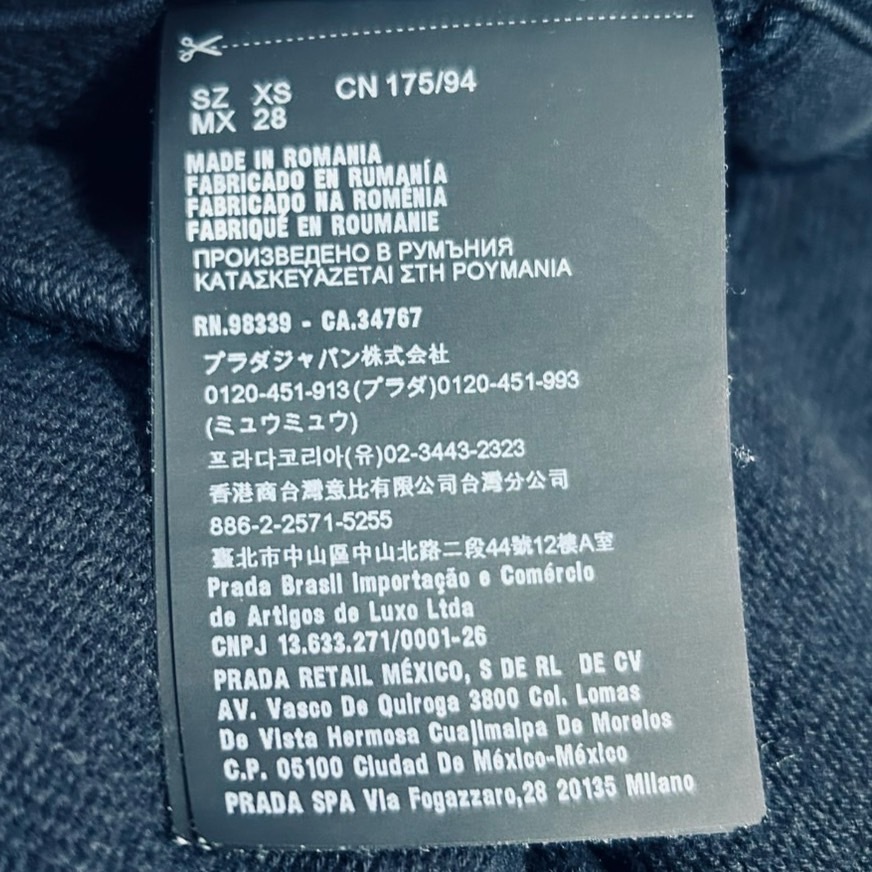 SZ XS CN 175/94
MX 28
MADE IN ROMANIA
FABRICADO EN RUMANÍA
FABRICADO NA ROMÉNIA
FABRIQUÉ EN ROUMANIE
ПРОИЗВЕДЕНО В РУМЪНИЯ
ΚΑΤΑΣΚΕΥΑΖΕΤΑΙ ΣΤΗ ΡΟΥΜΑΝΙΑ
RN.98339 - CA.34767
プラダジャパン株式会社
0120-451-913(プラダ)0120-451-993
(ミュウミュウ)
프라다코리아(유)02-3443-2323
香港商台灣意比有限公司台灣分公司
886-2-2571-5255
臺北市中山區中山北路二段44號12樓A室
Prada Brasil Importação e Comércio
de Artigos de Luxo Ltda
CNPJ 13.633.271/0001-26
PRADA RETAIL MÉXICO, S DE RL DE CV
AV. Vasco De Quiroga 3800 Col. Lomas
De Vista Hermosa Cuajimalpa De Morelos
C.P. 05100 Ciudad De México-México
PRADA SPA Via Fogazzaro,28 20135 Milano